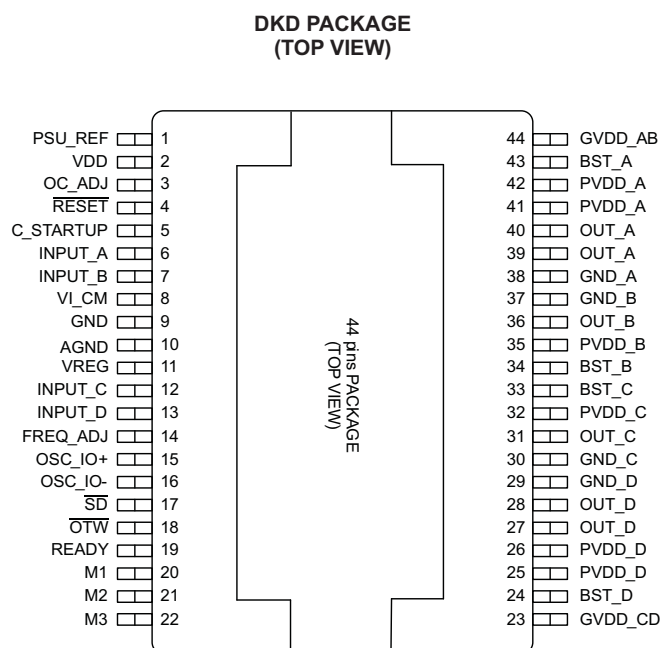 DKD PACKAGE
(TOP VIEW)
PSU_REF 1
VDD 2
OC_ADJ 3
RESET 4
C_STARTUP 5
INPUT_A 6
INPUT_B 7
VI_CM 8
GND 9
AGND 10
VREG 11
INPUT_C 12
INPUT_D 13
FREQ_ADJ 14
OSC_IO+ 15
OSC_IO- 16
SD 17
OTW 18
READY 19
M1 20
M2 21
M3 22
44 pins PACKAGE
(TOP VIEW)
44 GVDD_AB
43 BST_A
42 PVDD_A
41 PVDD_A
40 OUT_A
39 OUT_A
38 GND_A
37 GND_B
36 OUT_B
35 PVDD_B
34 BST_B
33 BST_C
32 PVDD_C
31 OUT_C
30 GND_C
29 GND_D
28 OUT_D
27 OUT_D
26 PVDD_D
25 PVDD_D
24 BST_D
23 GVDD_CD